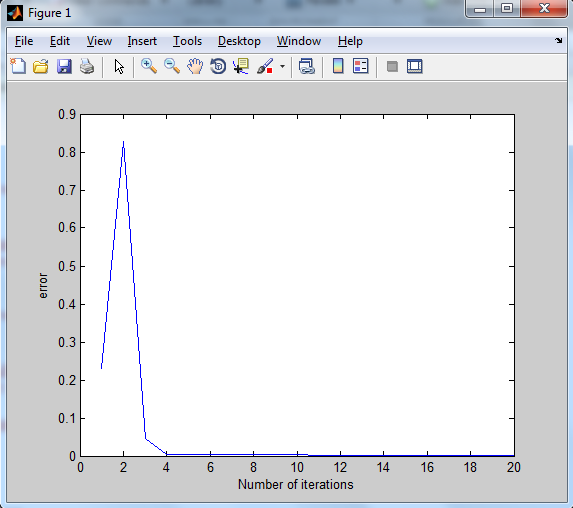 Figure 1
File Edit View Insert Tools Desktop Window Help
0.9
0.8
0.7
0.6
0.5
0.4
0.3
0.2
0.1
0
error
0 2 4 6 8 10 12 14 16 18 20
Number of iterations